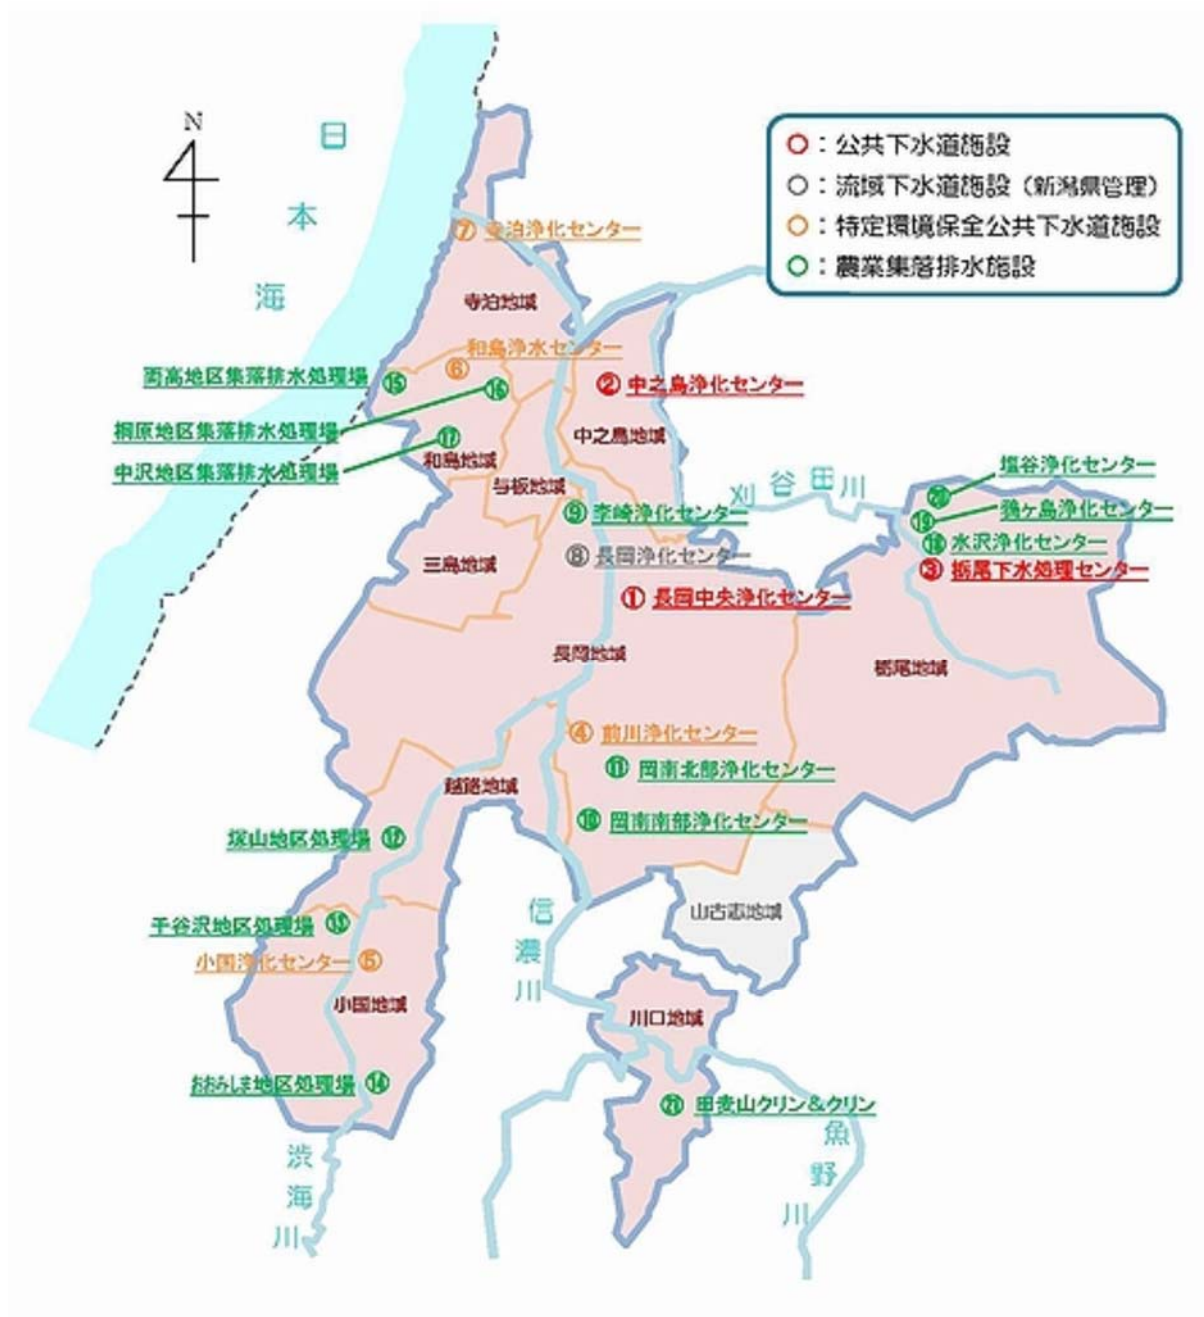 N
日本海
○：公共下水道施設
○：流域下水道施設（新潟県管理）
○：特定環境保全公共下水道施設
○：農業集落排水施設
⑦ 寺泊浄化センター
寺泊地域
和島浄水センター
⑥
両高地区集落排水処理場 ⑮
⑯
桐原地区集落排水処理場
⑰
中沢地区集落排水処理場
和島地域
② 中之島浄化センター
中之島地域
与板地域
刈谷田川
塩谷浄化センター
⑳
鴉ヶ島浄化センター
⑲
⑱ 水沢浄化センター
③ 栃尾下水処理センター
⑨ 李崎浄化センター
⑧ 長岡浄化センター
三島地域
① 長岡中央浄化センター
長岡地域
栃尾地域
④ 前川浄化センター
⑪ 岡南北部浄化センター
越路地域
⑩ 岡南南部浄化センター
塚山地区処理場 ⑫
山古志地域
信濃川
千谷沢地区処理場 ⑬
小国浄化センター ⑤
小国地域
川口地域
おおみしま地区処理場 ⑭
㉑ 田麦山クリン＆クリン
渋海川
魚野川